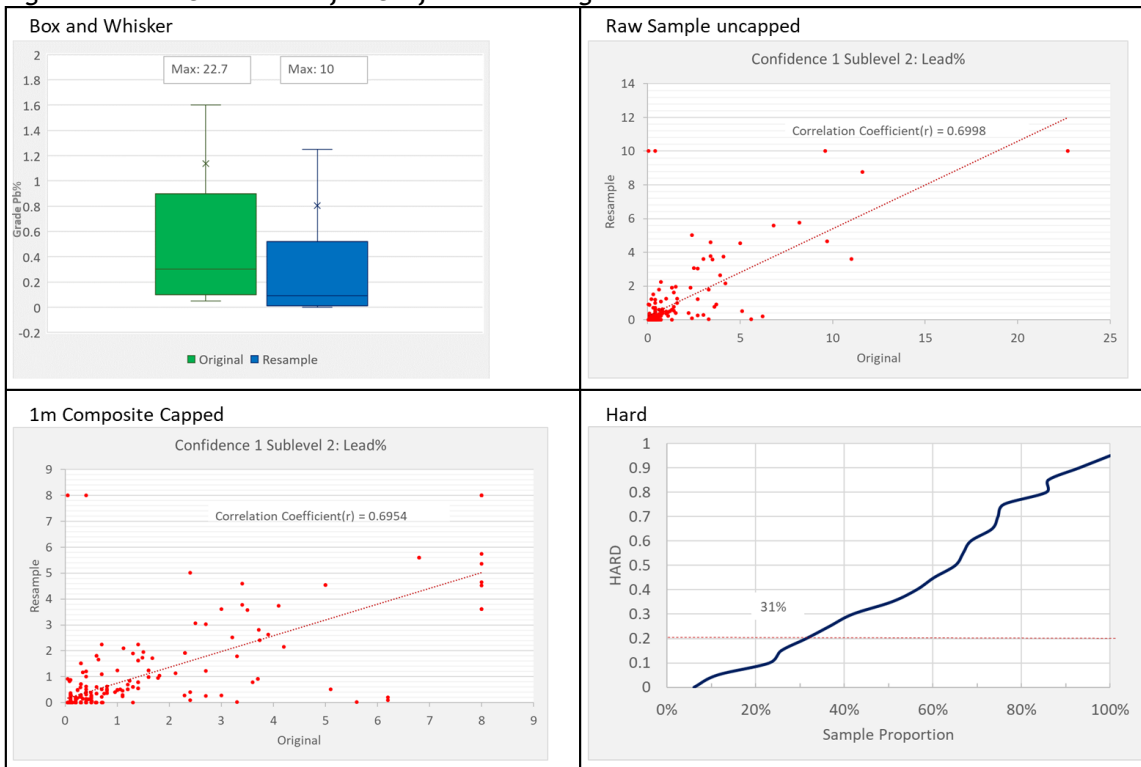 Box and Whisker
Max: 22.7
Max: 10
2
1.8
1.6
1.4
1.2
1
0.8
0.6
0.4
0.2
0
-0.2
Grade Pb%
Original
Resample
Raw Sample uncapped
Confidence 1 Sublevel 2: Lead%
Correlation Coefficient(r) = 0.6998
14
12
10
8
6
4
2
0
Resample
0 5 10 15 20 25
Original
1m Composite Capped
Confidence 1 Sublevel 2: Lead%
Correlation Coefficient(r) = 0.6954
9
8
7
6
5
4
3
2
1
0
Resample
0 1 2 3 4 5 6 7 8 9
Original
Hard
1
0.9
0.8
0.7
0.6
0.5
0.4
0.3
0.2
0.1
0
HARD
31%
0% 20% 40% 60% 80% 100%
Sample Proportion